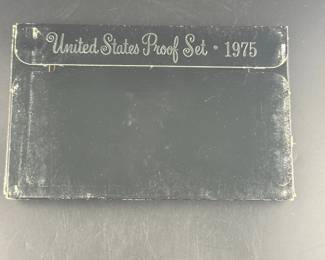 United States Proof Set • 1975